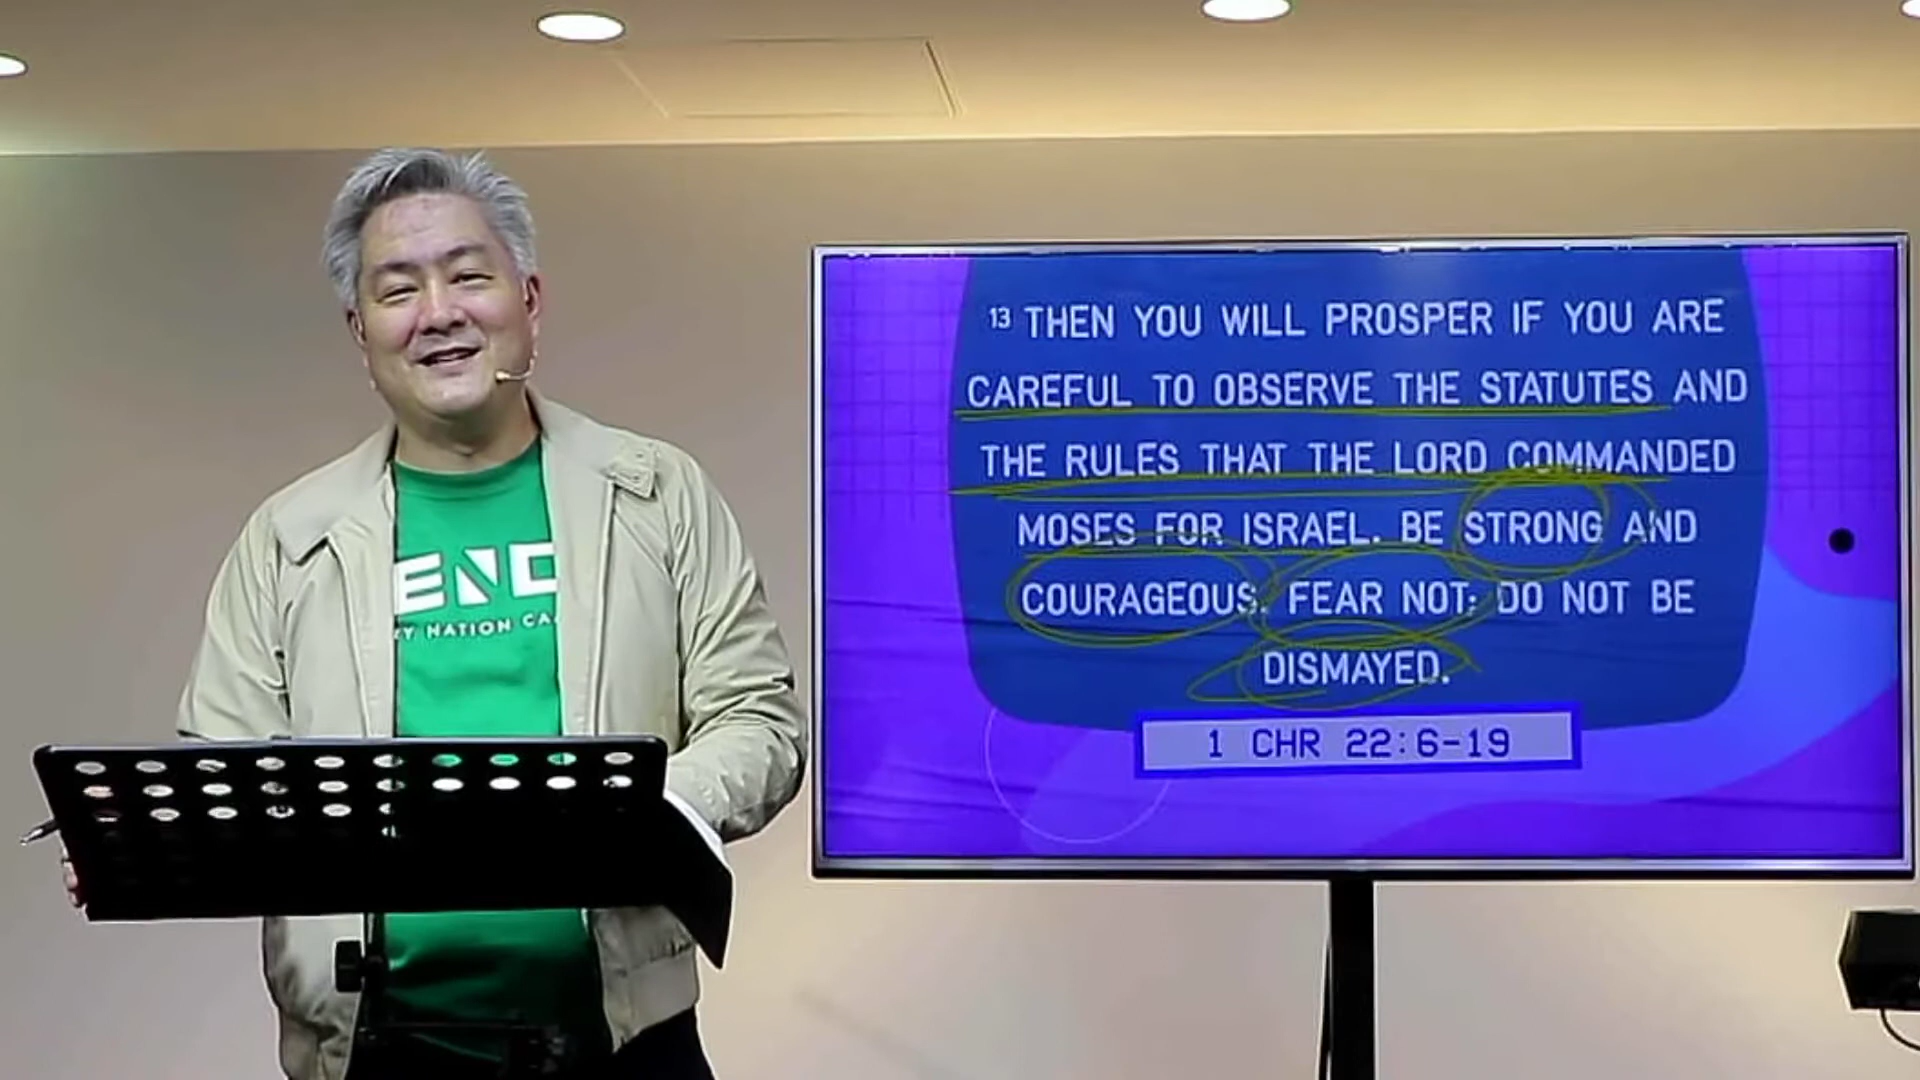 13 THEN YOU WILL PROSPER IF YOU ARE
CAREFUL TO OBSERVE THE STATUTES AND
THE RULES THAT THE LORD COMMANDED
MOSES FOR ISRAEL. BE STRONG AND
COURAGEOUS. FEAR NOT; DO NOT BE
DISMAYED.
1 CHR 22:6-19
END
NATION